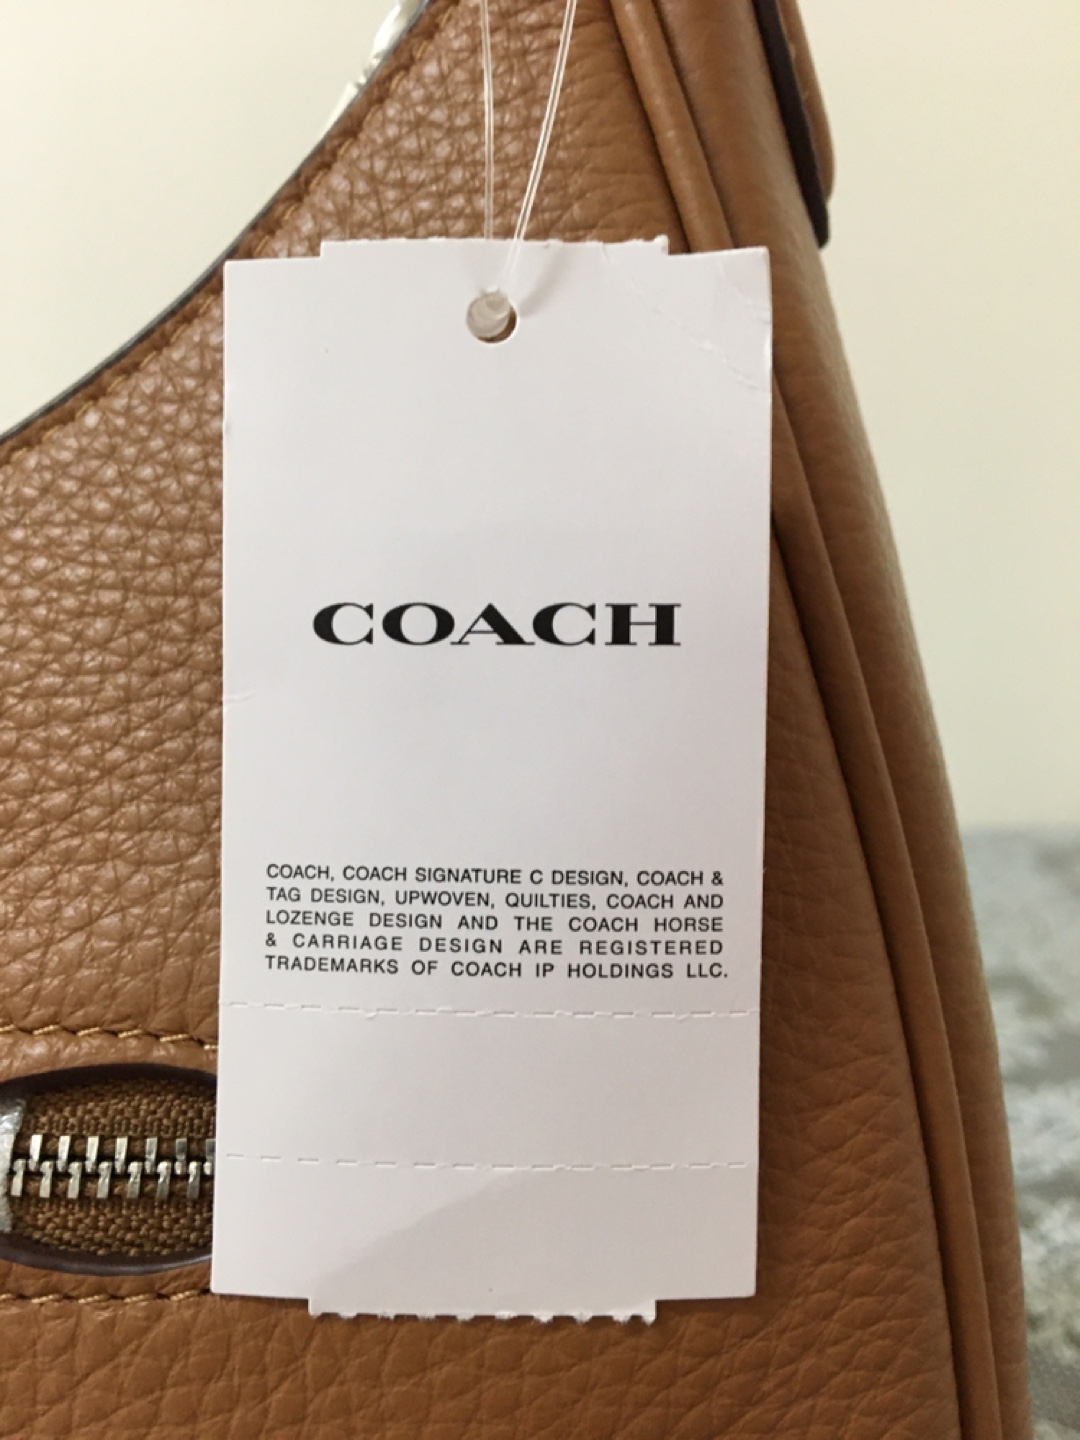 COACH
COACH, COACH SIGNATURE C DESIGN, COACH &
TAG DESIGN, UPWOVEN, QUILTIES, COACH AND
LOZENGE DESIGN AND THE COACH HORSE
& CARRIAGE DESIGN ARE REGISTERED
TRADEMARKS OF COACH IP HOLDINGS LLC.